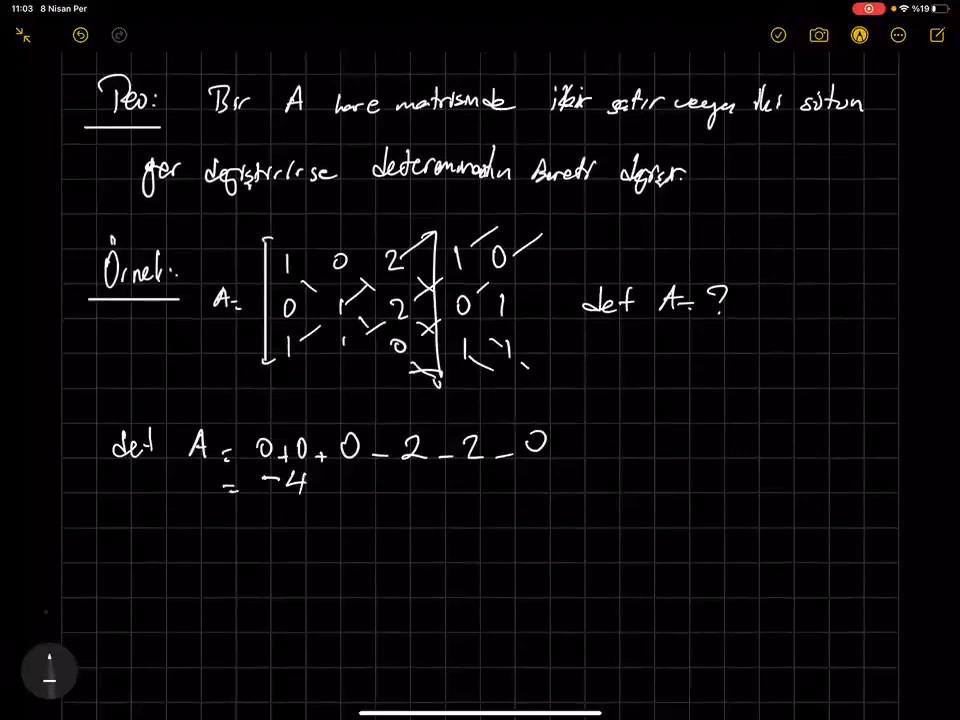 11:03 8 Nisan Per %19
Teo: Bir A kare matrisinde iki satır veya iki sütun
yer değiştirirse determinantın işareti değişir.
Örnek:
1 0 2 1 0
A= 0 1 2 0 1 det A=?
1 1 0 1 1
det A = 0+0+0-2-2-0
= -4